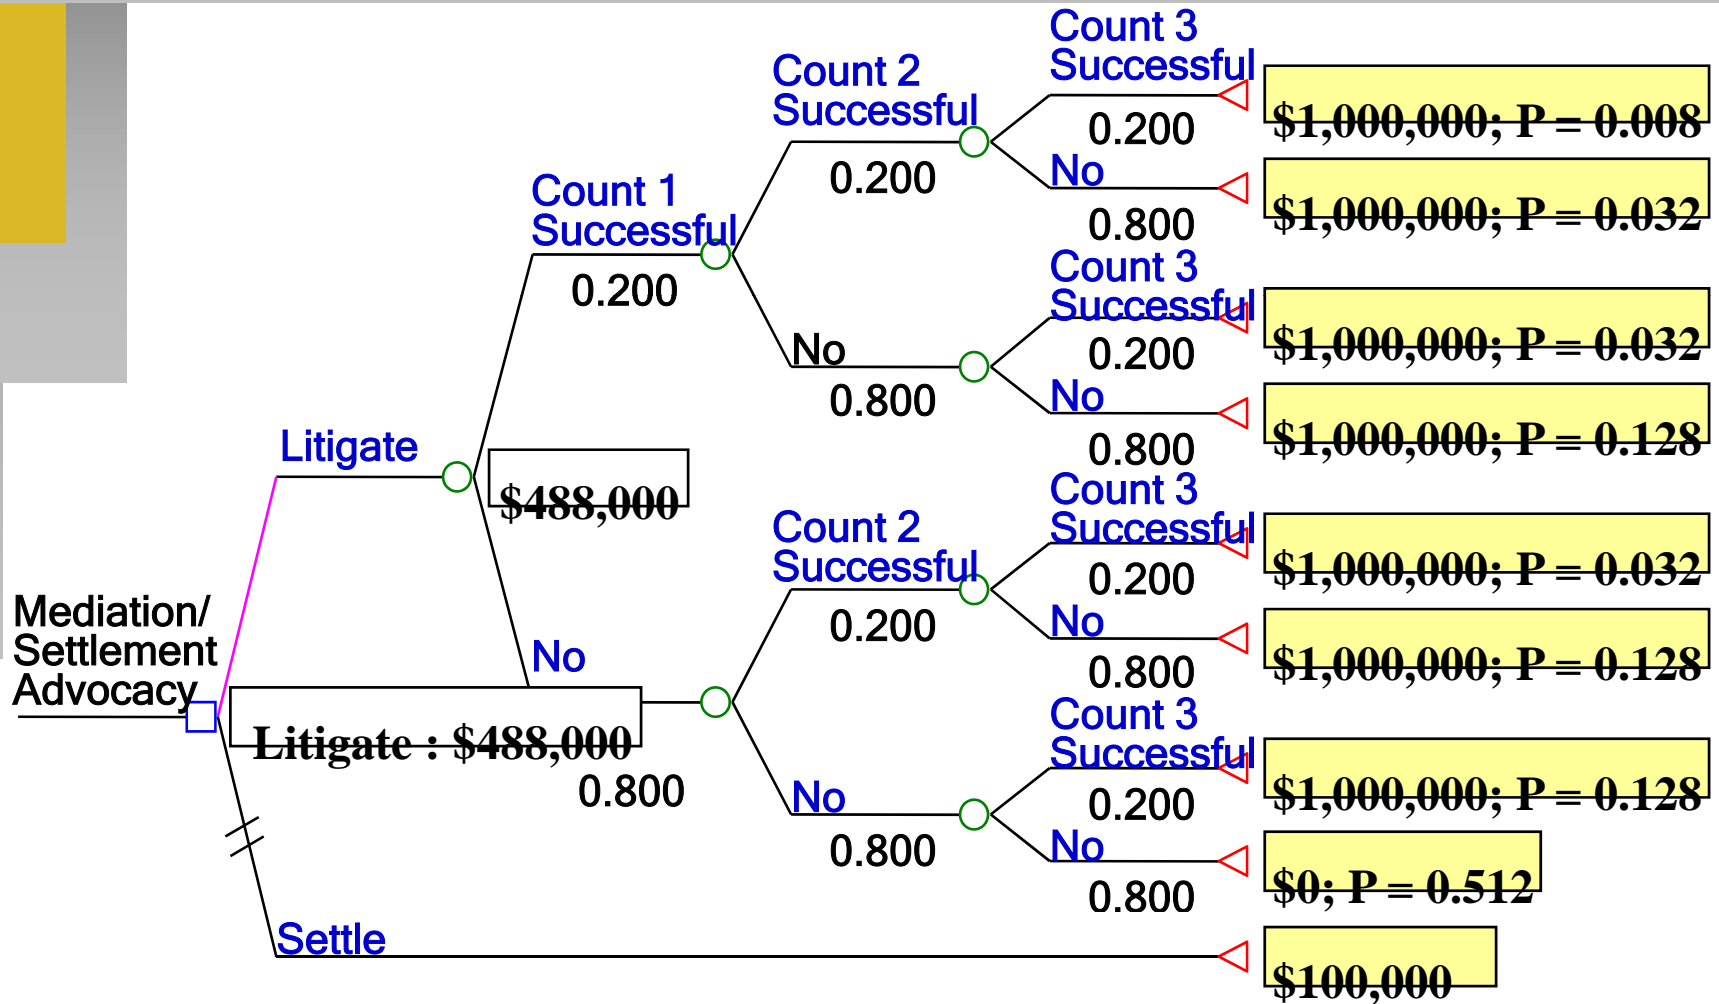 Count 3
Successful
Count 2
Successful
0.200
$1,000,000; P = 0.008
No
0.200
Count 1
Successful
0.800
$1,000,000; P = 0.032
Count 3
Successful
0.200
0.200
$1,000,000; P = 0.032
No
0.800
No
0.800
$1,000,000; P = 0.128
Litigate
$488,000
Count 3
Successful
Count 2
Successful
0.200
$1,000,000; P = 0.032
No
0.200
0.800
$1,000,000; P = 0.128
Mediation/
Settlement
Advocacy
No
Litigate : $488,000
0.800
Count 3
Successful
0.200
$1,000,000; P = 0.128
No
0.800
No
0.800
$0; P = 0.512
Settle
$100,000